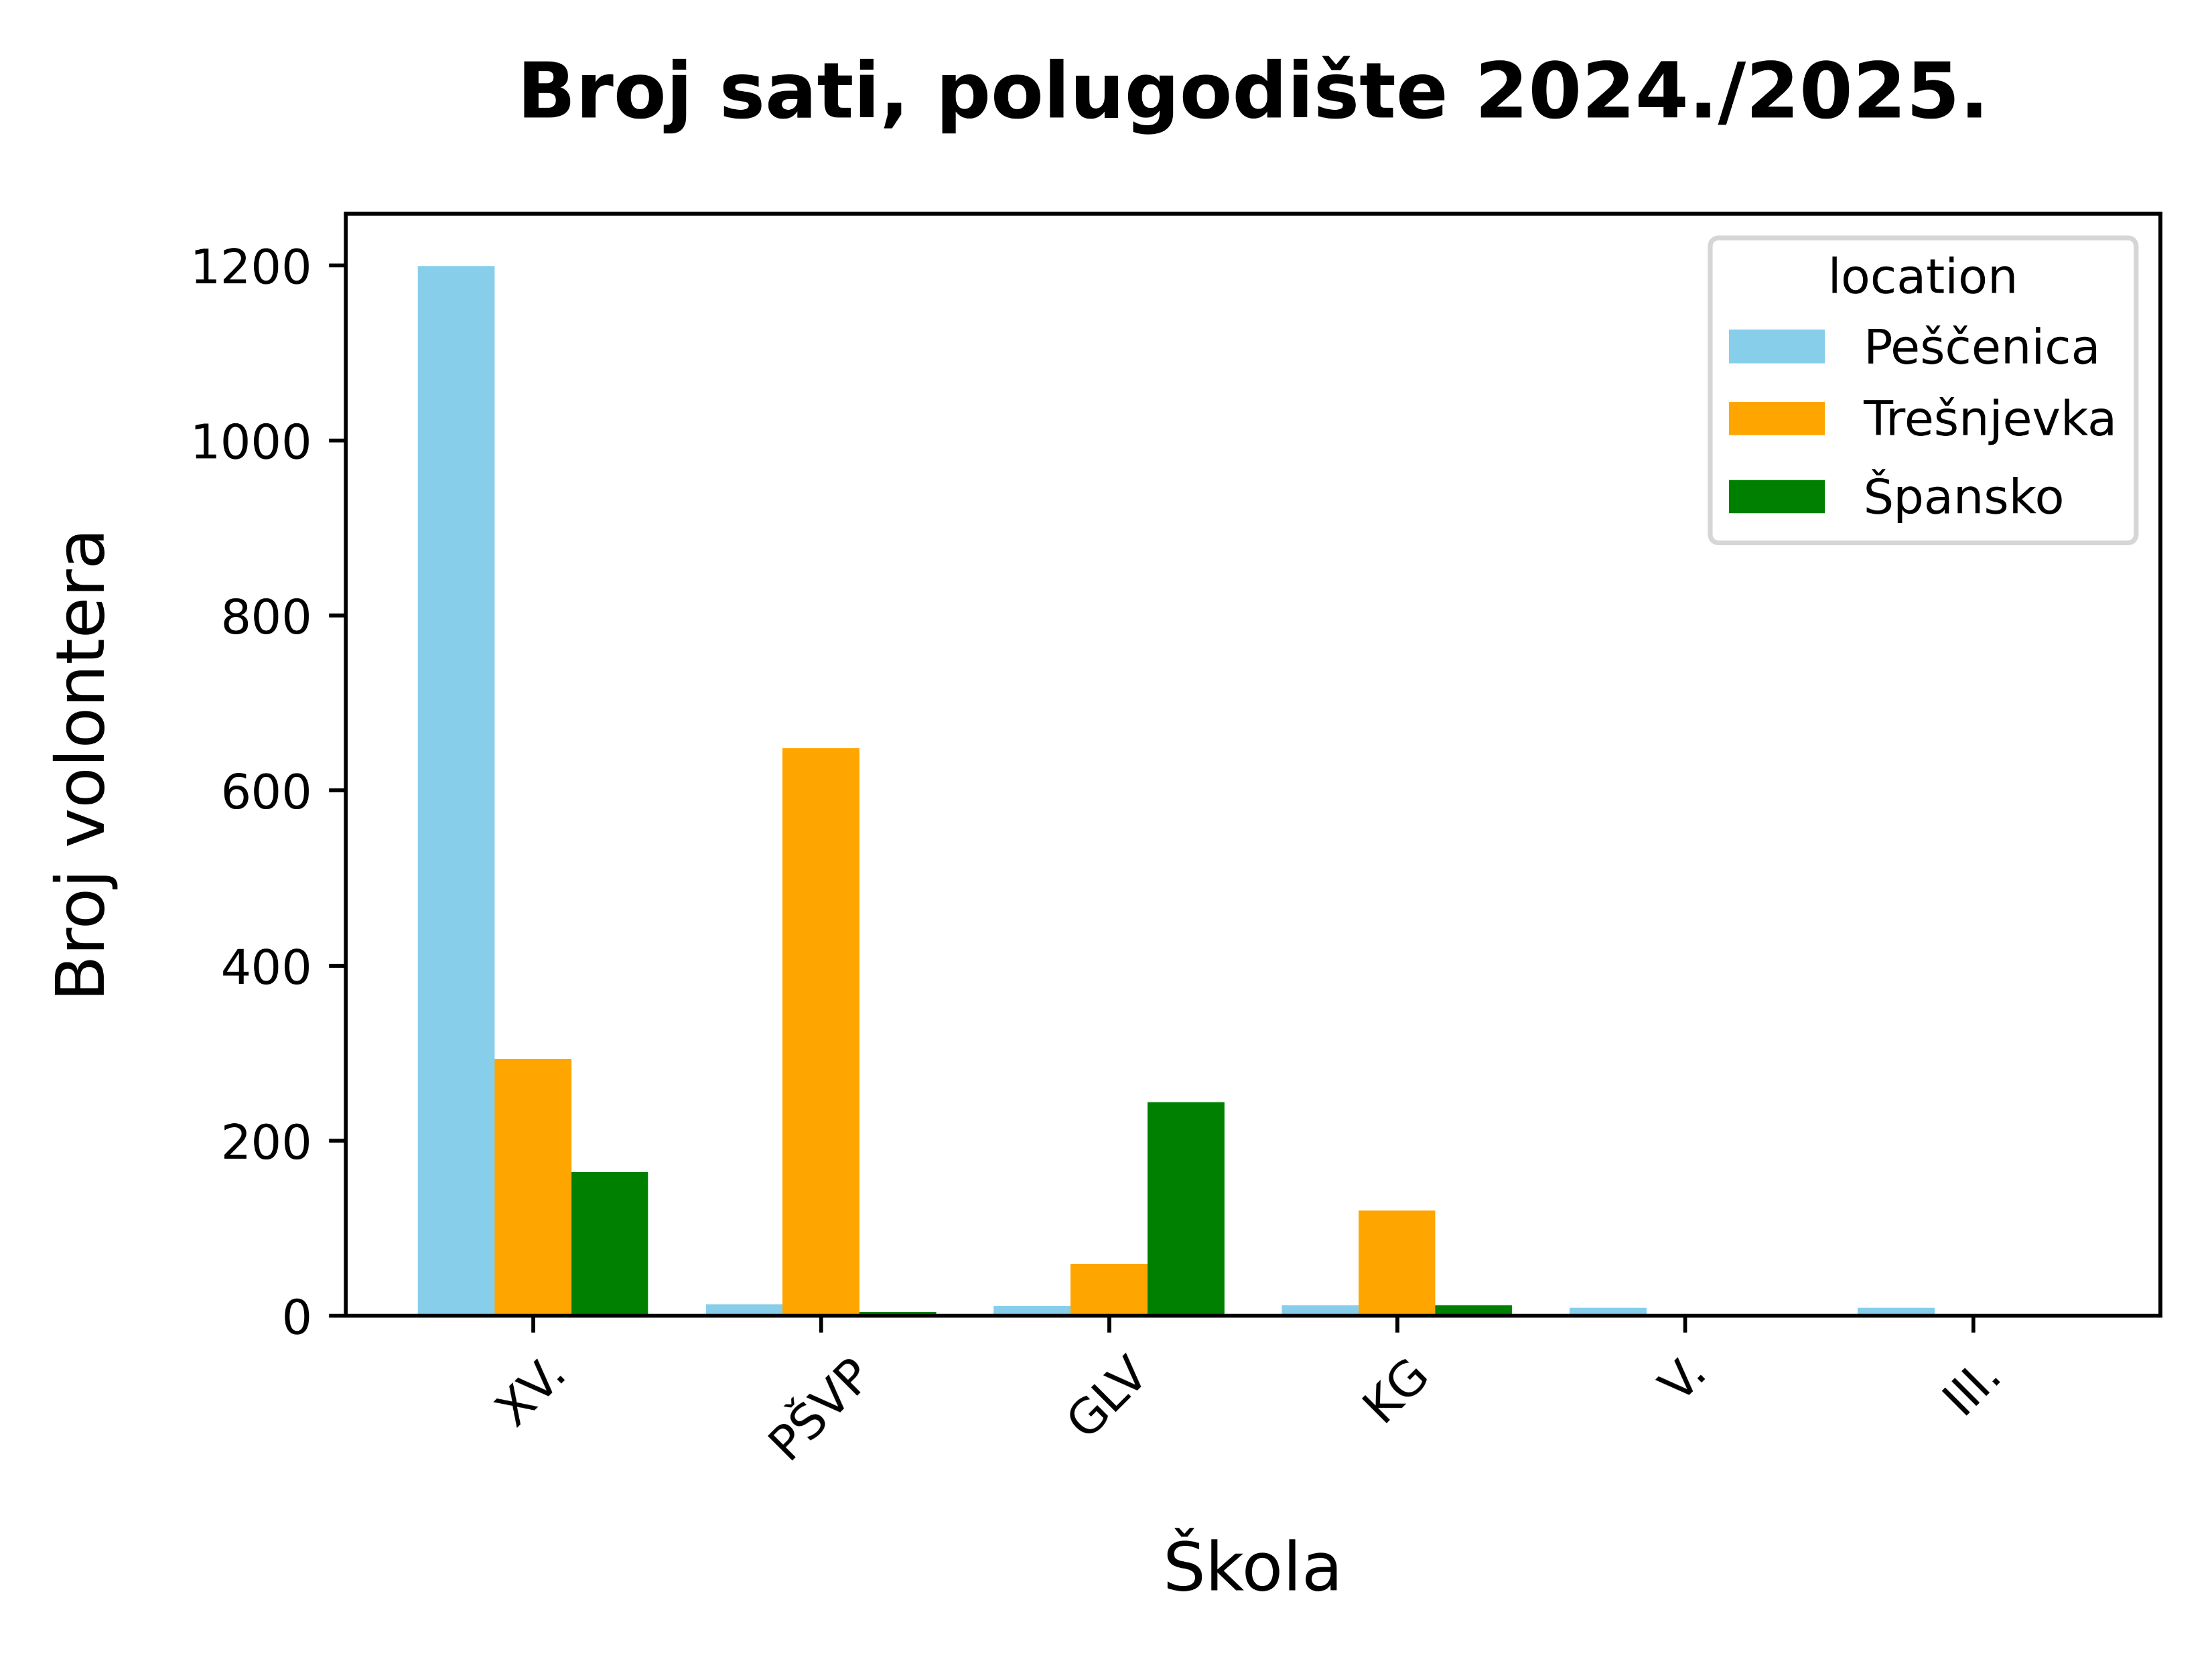 Broj sati, polugodište 2024./2025.
Broj volontera
1200
1000
800
600
400
200
0
location
Peščenica
Trešnjevka
Špansko
XV.
PŠVP
GLV
KG
V.
III.
Škola